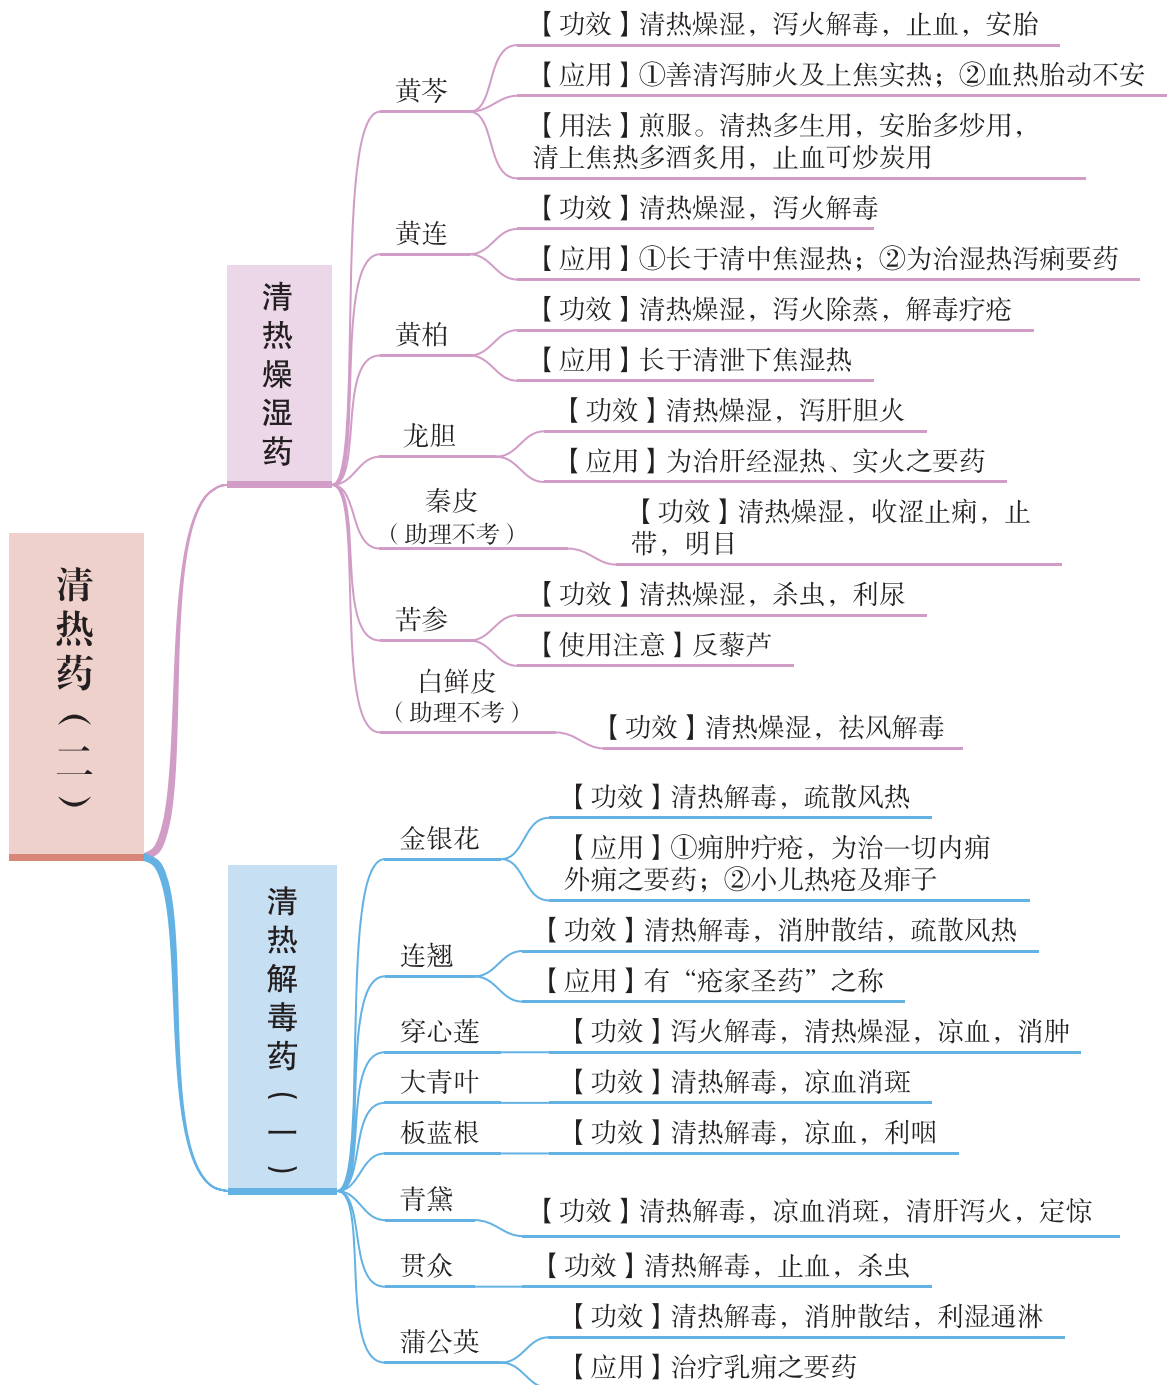 清热药（二）
清热燥湿药
黄芩
【功效】清热燥湿，泻火解毒，止血，安胎
【应用】①善清泻肺火及上焦实热；②血热胎动不安
【用法】煎服。清热多生用，安胎多炒用，
清上焦热多酒炙用，止血可炒炭用
黄连
【功效】清热燥湿，泻火解毒
【应用】①长于清中焦湿热；②为治湿热泻痢要药
黄柏
【功效】清热燥湿，泻火除蒸，解毒疗疮
【应用】长于清泄下焦湿热
龙胆
【功效】清热燥湿，泻肝胆火
【应用】为治肝经湿热、实火之要药
秦皮
（助理不考）
【功效】清热燥湿，收涩止痢，止
带，明目
苦参
【功效】清热燥湿，杀虫，利尿
【使用注意】反藜芦
白鲜皮
（助理不考）
【功效】清热燥湿，祛风解毒
清热解毒药（一）
金银花
【功效】清热解毒，疏散风热
【应用】①痈肿疔疮，为治一切内痈
外痈之要药；②小儿热疮及痱子
连翘
【功效】清热解毒，消肿散结，疏散风热
【应用】有“疮家圣药”之称
穿心莲
【功效】泻火解毒，清热燥湿，凉血，消肿
大青叶
【功效】清热解毒，凉血消斑
板蓝根
【功效】清热解毒，凉血，利咽
青黛
【功效】清热解毒，凉血消斑，清肝泻火，定惊
贯众
【功效】清热解毒，止血，杀虫
蒲公英
【功效】清热解毒，消肿散结，利湿通淋
【应用】治疗乳痈之要药